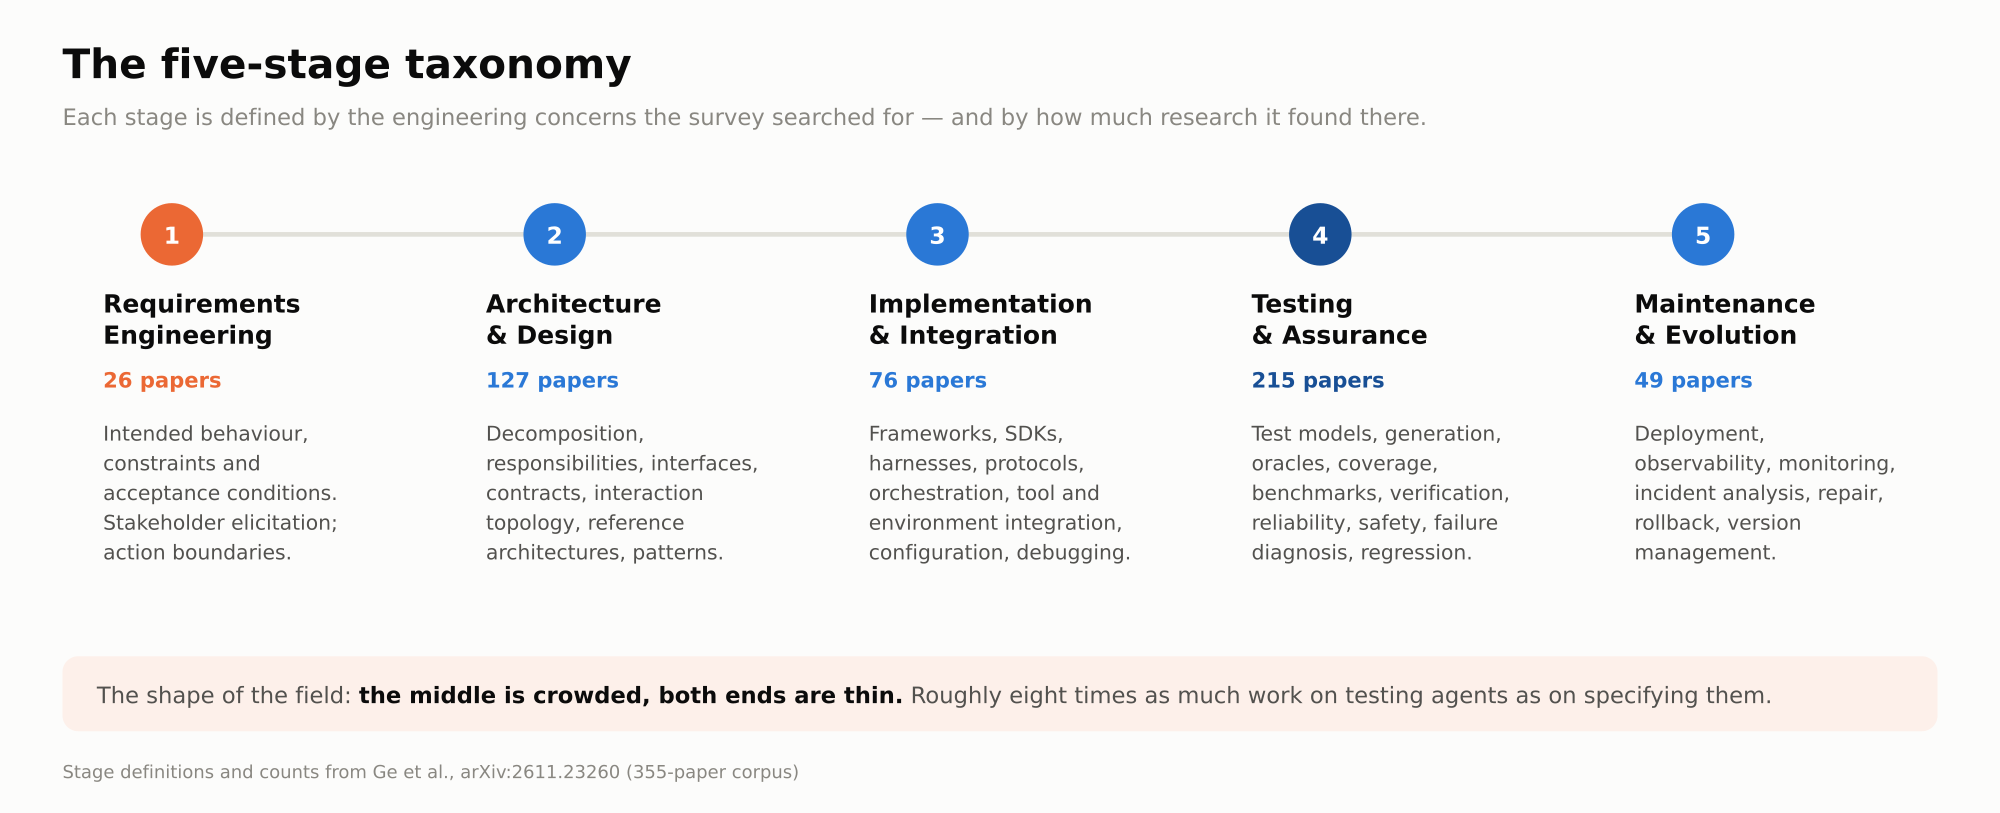 The five-stage taxonomy
Each stage is defined by the engineering concerns the survey searched for — and by how much research it found there.
1
Requirements
Engineering
26 papers
Intended behaviour,
constraints and
acceptance conditions.
Stakeholder elicitation;
action boundaries.
2
Architecture
& Design
127 papers
Decomposition,
responsibilities, interfaces,
contracts, interaction
topology, reference
architectures, patterns.
3
Implementation
& Integration
76 papers
Frameworks, SDKs,
harnesses, protocols,
orchestration, tool and
environment integration,
configuration, debugging.
4
Testing
& Assurance
215 papers
Test models, generation,
oracles, coverage,
benchmarks, verification,
reliability, safety, failure
diagnosis, regression.
5
Maintenance
& Evolution
49 papers
Deployment,
observability, monitoring,
incident analysis, repair,
rollback, version
management.
The shape of the field: the middle is crowded, both ends are thin. Roughly eight times as much work on testing agents as on specifying them.
Stage definitions and counts from Ge et al., arXiv:2611.23260 (355-paper corpus)